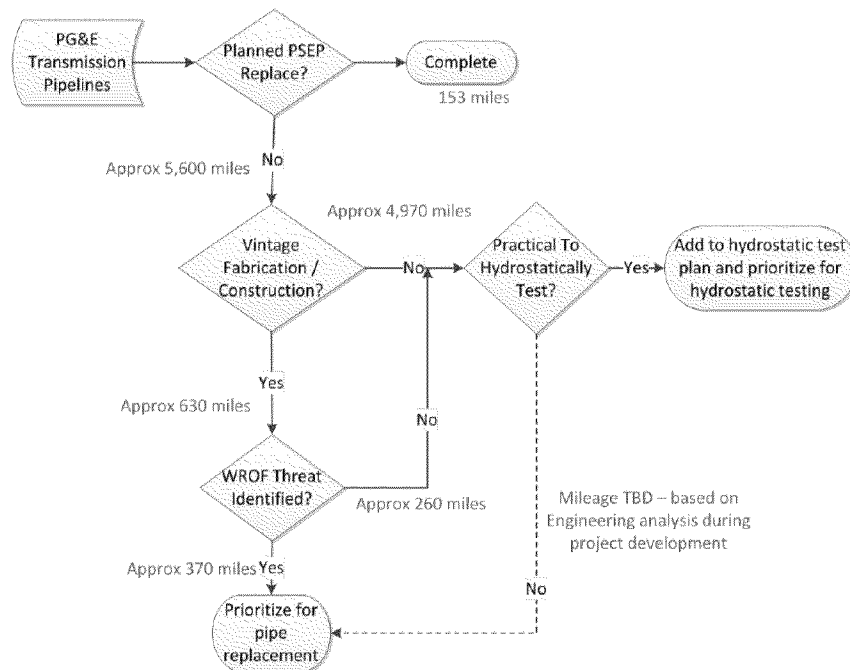 PG&E
Transmission
Pipelines
Planned PSEP
Replace?
Complete
153 miles
No
Approx 5,600 miles
Approx 4,970 miles
Vintage
Fabrication /
Construction?
No
Practical To
Hydrostatically
Test?
Yes
Add to hydrostatic test
plan and prioritize for
hydrostatic testing
Yes
Approx 630 miles
No
WROF Threat
Identified?
Approx 260 miles
Mileage TBD – based on
Engineering analysis during
project development
Approx 370 miles Yes
No
Prioritize for
pipe
replacement